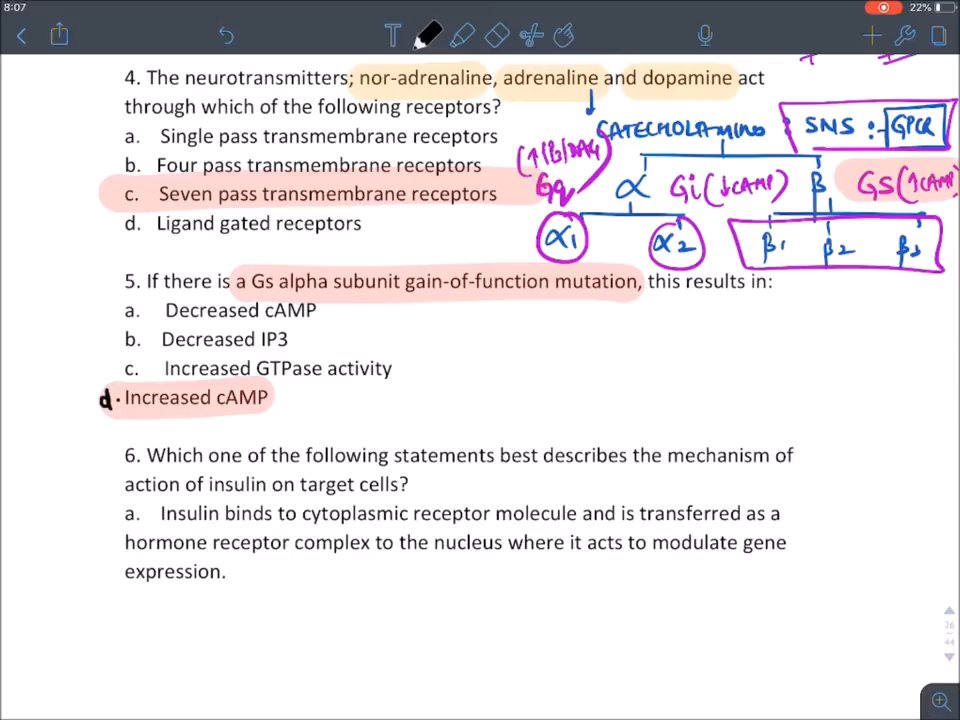 8:07
22%
4. The neurotransmitters; nor-adrenaline, adrenaline and dopamine act
through which of the following receptors?
a. Single pass transmembrane receptors
b. Four pass transmembrane receptors
c. Seven pass transmembrane receptors
d. Ligand gated receptors
SNS :- GPCR
(↑IP3/DAG)
Gq
α Gi (↓CAMP) β GS (↑CAMP)
α1 α2 β1 β2 β3
5. If there is a Gs alpha subunit gain-of-function mutation, this results in:
a. Decreased cAMP
b. Decreased IP3
c. Increased GTPase activity
d. Increased cAMP
6. Which one of the following statements best describes the mechanism of
action of insulin on target cells?
a. Insulin binds to cytoplasmic receptor molecule and is transferred as a
hormone receptor complex to the nucleus where it acts to modulate gene
expression.
26
44